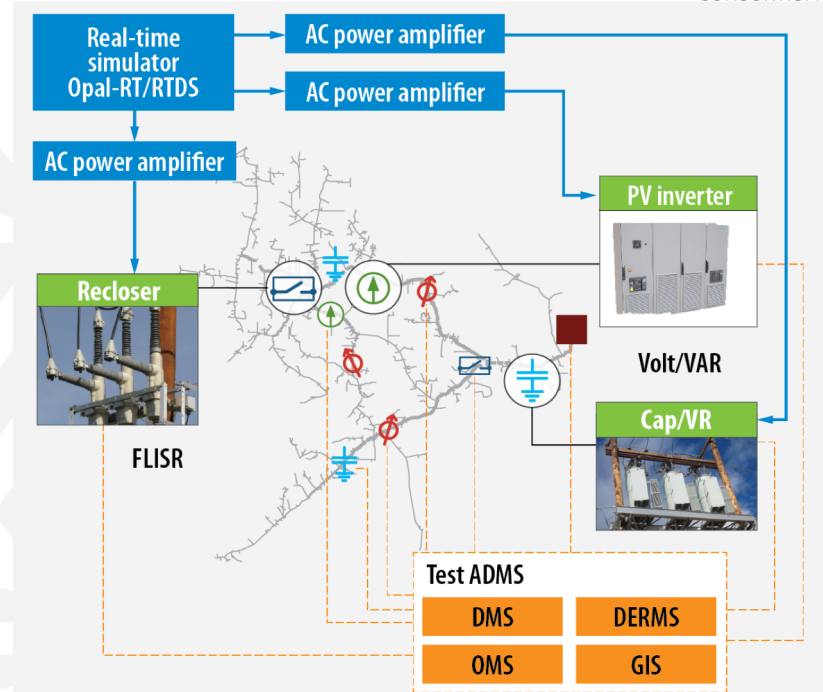 Real-time
simulator
Opal-RT/RTDS
AC power amplifier
AC power amplifier
AC power amplifier
PV inverter
Recloser
Volt/VAR
Cap/VR
FLISR
Test ADMS
DMS
DERMS
OMS
GIS